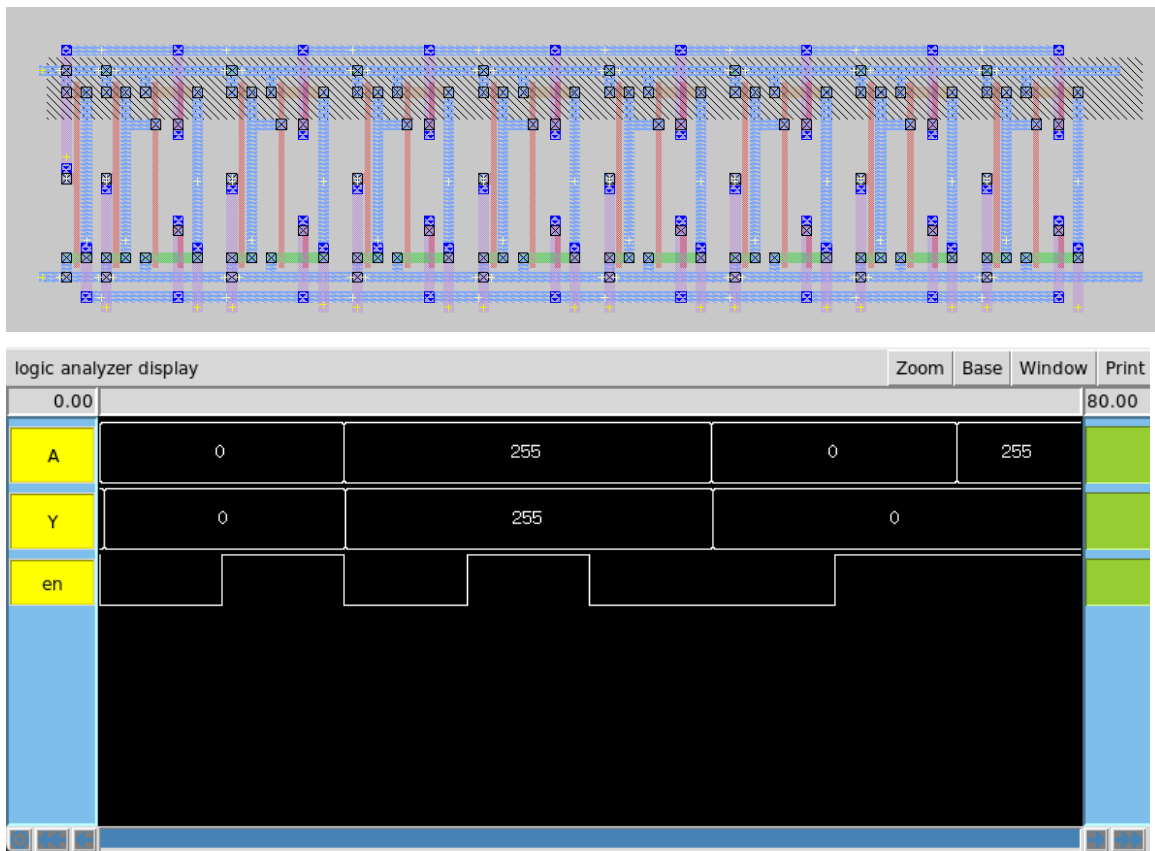 logic analyzer display Zoom Base Window Print
0.00 80.00
A 0 255 0 255
Y 0 255 0
en